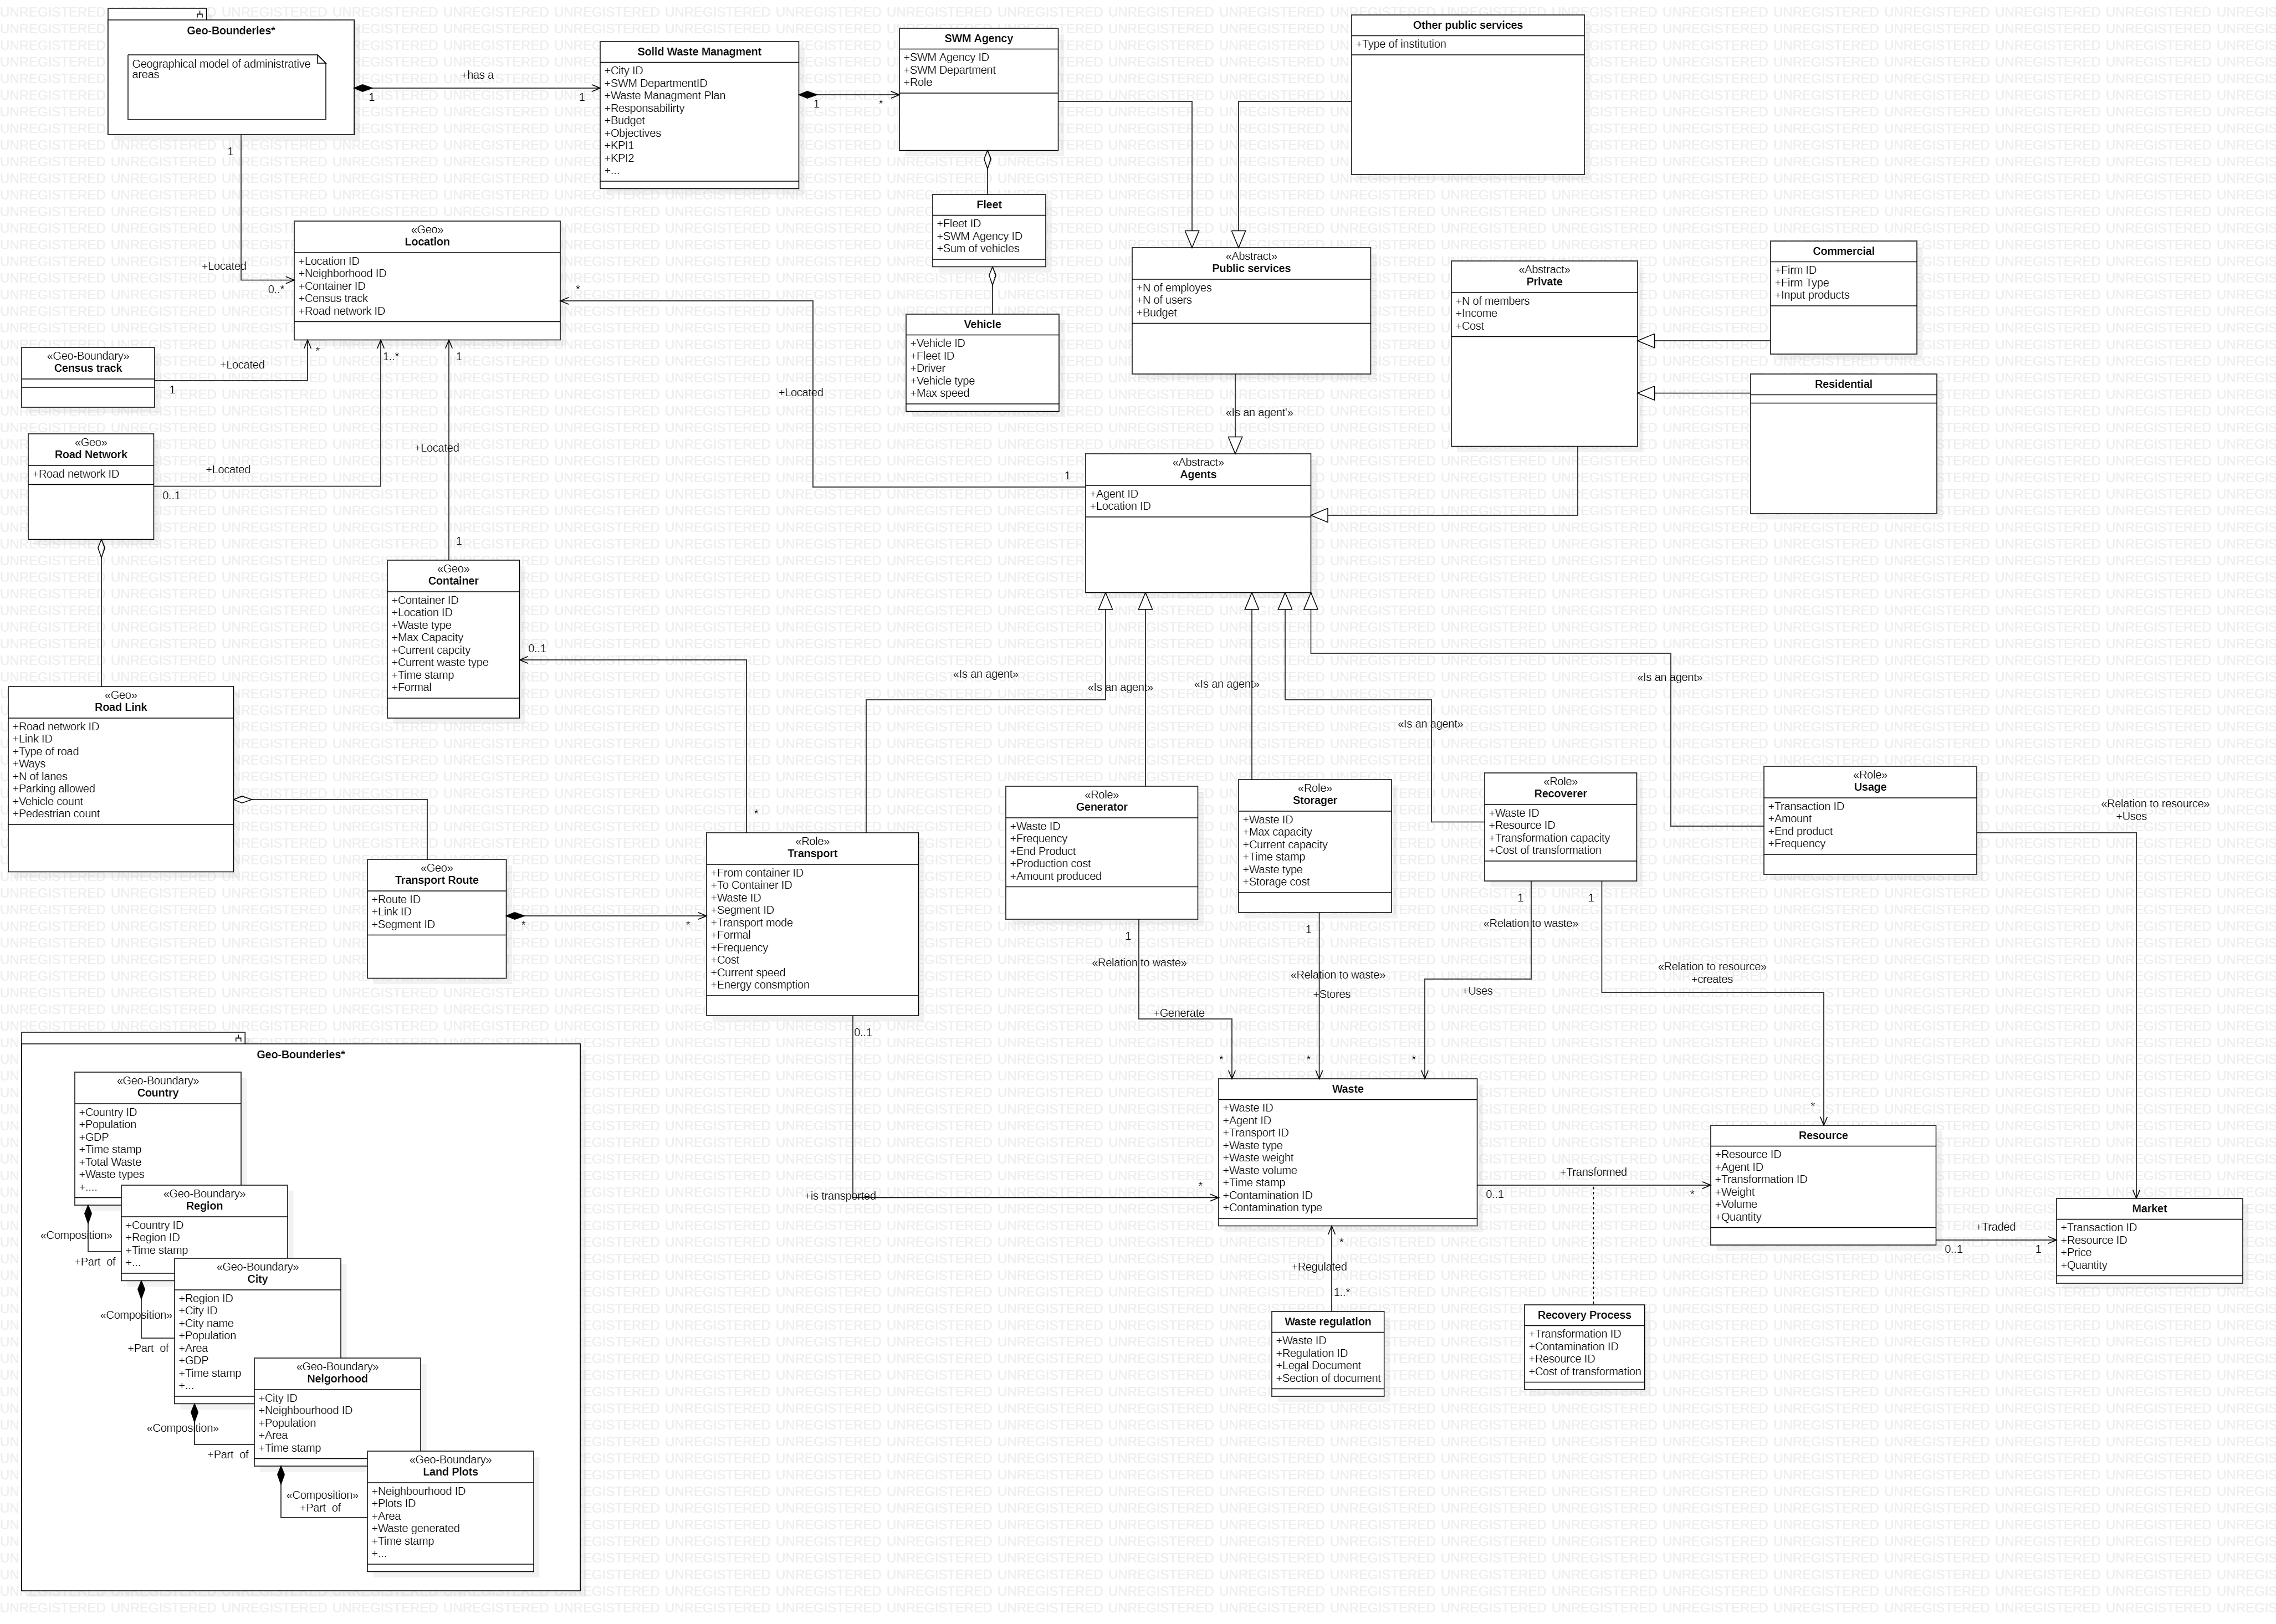 Geo-Bounderies*
Geographical model of administrative
areas
+has a
1
1
Solid Waste Managment
+City ID
+SWM DepartmentID
+Waste Managment Plan
+Responsabilirty
+Budget
+Objectives
+KPI1
+KPI2
+...
1
*
SWM Agency
+SWM Agency ID
+SWM Department
+Role
Other public services
+Type of institution
Fleet
+Fleet ID
+SWM Agency ID
+Sum of vehicles
Vehicle
+Vehicle ID
+Fleet ID
+Driver
+Vehicle type
+Max speed
1
+Located
0..*
«Geo»
Location
+Location ID
+Neighborhood ID
+Container ID
+Census track
+Road network ID
*
«Abstract»
Public services
+N of employes
+N of users
+Budget
«Abstract»
Private
+N of members
+Income
+Cost
Commercial
+Firm ID
+Firm Type
+Input products
Residential
«Geo-Boundary»
Census track
+Located
1
*
1..*
1
«Geo»
Road Network
+Road network ID
+Located
0..1
+Located
1
+Located
1
«Is an agent'»
«Abstract»
Agents
+Agent ID
+Location ID
«Geo»
Container
+Container ID
+Location ID
+Waste type
+Max Capacity
+Current capcity
+Current waste type
+Time stamp
+Formal
0..1
*
«Is an agent»
«Is an agent»
«Is an agent»
«Is an agent»
«Is an agent»
«Geo»
Road Link
+Road network ID
+Link ID
+Type of road
+Ways
+N of lanes
+Parking allowed
+Vehicle count
+Pedestrian count
«Geo»
Transport Route
+Route ID
+Link ID
+Segment ID
*
*
«Role»
Transport
+From container ID
+To Container ID
+Waste ID
+Segment ID
+Transport mode
+Formal
+Frequency
+Cost
+Current speed
+Energy consmption
«Role»
Generator
+Waste ID
+Frequency
+End Product
+Production cost
+Amount produced
«Role»
Storager
+Waste ID
+Max capacity
+Current capacity
+Time stamp
+Waste type
+Storage cost
«Role»
Recoverer
+Waste ID
+Resource ID
+Transformation capacity
+Cost of transformation
«Role»
Usage
+Transaction ID
+Amount
+End product
+Frequency
«Relation to resource»
+Uses
1
«Relation to waste»
+Generate
*
1
«Relation to waste»
+Stores
*
1
«Relation to waste»
+Uses
*
1
«Relation to resource»
+creates
*
0..1
+is transported
*
Waste
+Waste ID
+Agent ID
+Transport ID
+Waste type
+Waste weight
+Waste volume
+Time stamp
+Contamination ID
+Contamination type
+Transformed
0..1
*
Resource
+Resource ID
+Agent ID
+Transformation ID
+Weight
+Volume
+Quantity
+Traded
0..1
1
Market
+Transaction ID
+Resource ID
+Price
+Quantity
*
+Regulated
1..*
Waste regulation
+Waste ID
+Regulation ID
+Legal Document
+Section of document
Recovery Process
+Transformation ID
+Contamination ID
+Resource ID
+Cost of transformation
Geo-Bounderies*
«Geo-Boundary»
Country
+Country ID
+Population
+GDP
+Time stamp
+Total Waste
+Waste types
+....
«Composition»
+Part of
«Geo-Boundary»
Region
+Country ID
+Region ID
+Time stamp
+...
«Composition»
+Part of
«Geo-Boundary»
City
+Region ID
+City ID
+City name
+Population
+Area
+GDP
+Time stamp
+...
«Composition»
+Part of
«Geo-Boundary»
Neigorhood
+City ID
+Neighbourhood ID
+Population
+Area
+Time stamp
«Composition»
+Part of
«Geo-Boundary»
Land Plots
+Neighbourhood ID
+Plots ID
+Area
+Waste generated
+Time stamp
+...